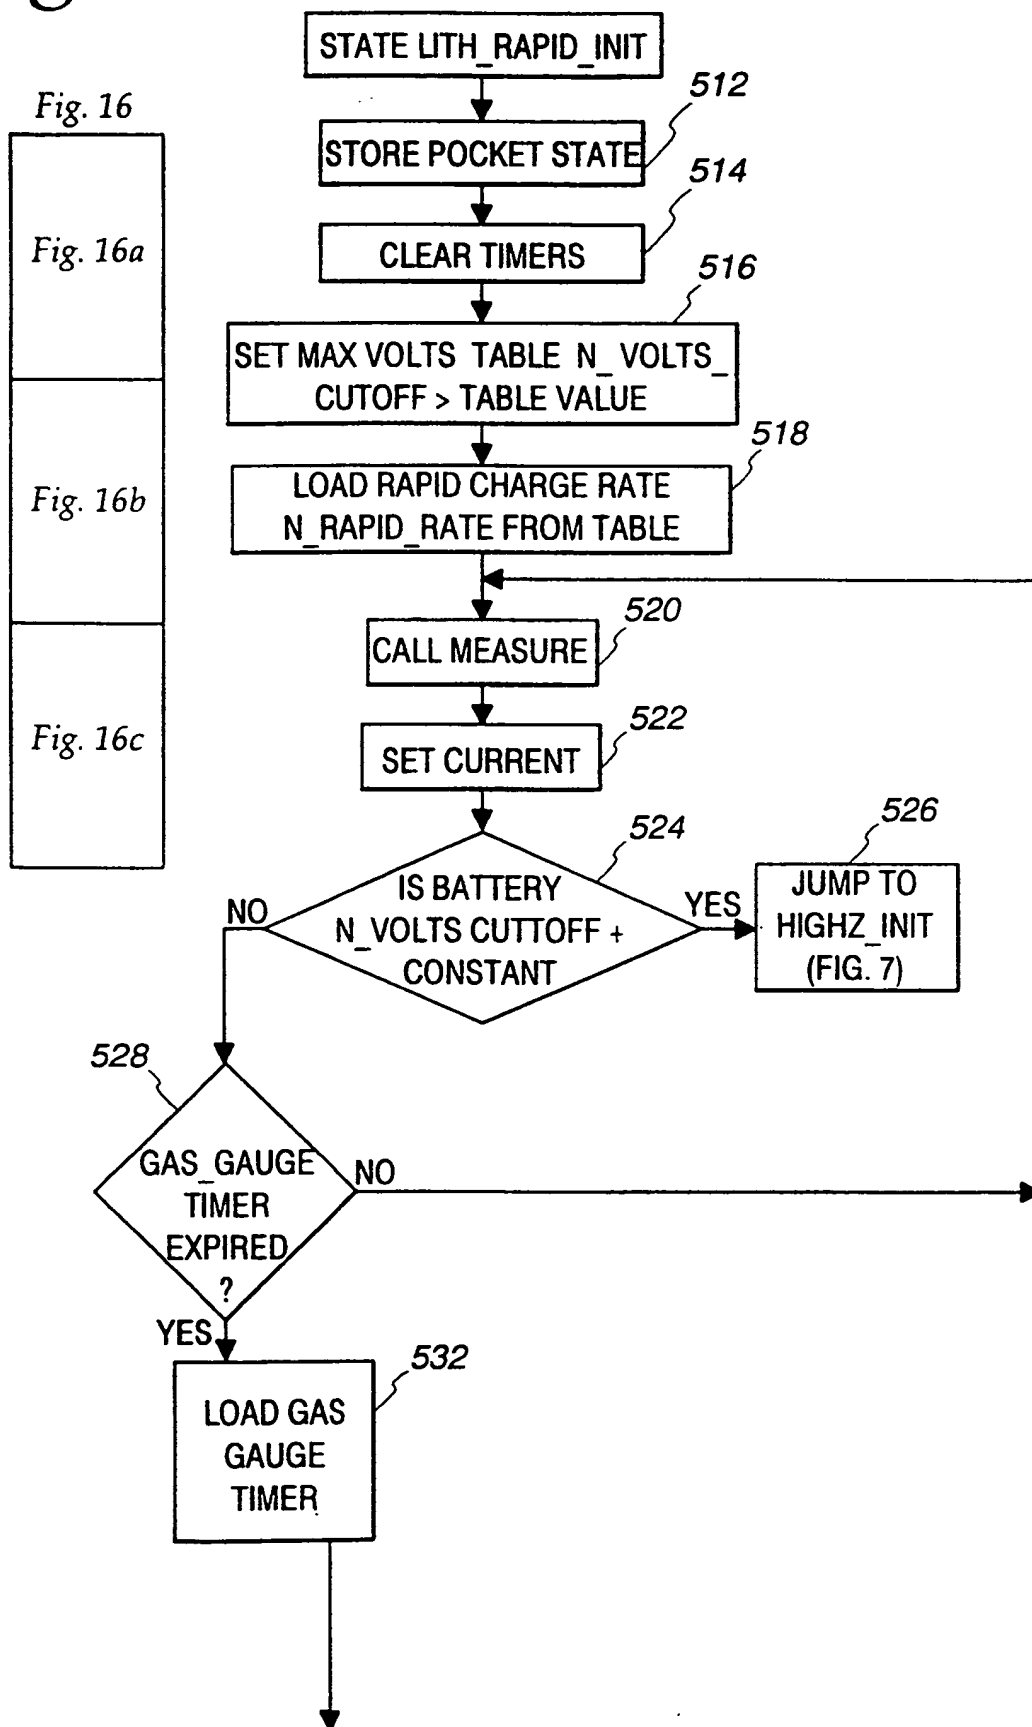 STATE LITH_RAPID_INIT
512
STORE POCKET STATE
514
CLEAR TIMERS
516
SET MAX VOLTS TABLE N_VOLTS_
CUTOFF > TABLE VALUE
518
LOAD RAPID CHARGE RATE
N_RAPID_RATE FROM TABLE
520
CALL MEASURE
522
SET CURRENT
524
IS BATTERY
N_VOLTS CUTTOFF +
CONSTANT
NO
YES
526
JUMP TO
HIGHZ_INIT
(FIG. 7)
528
GAS_GAUGE
TIMER
EXPIRED
?
NO
YES
532
LOAD GAS
GAUGE
TIMER
Fig. 16
Fig. 16a
Fig. 16b
Fig. 16c